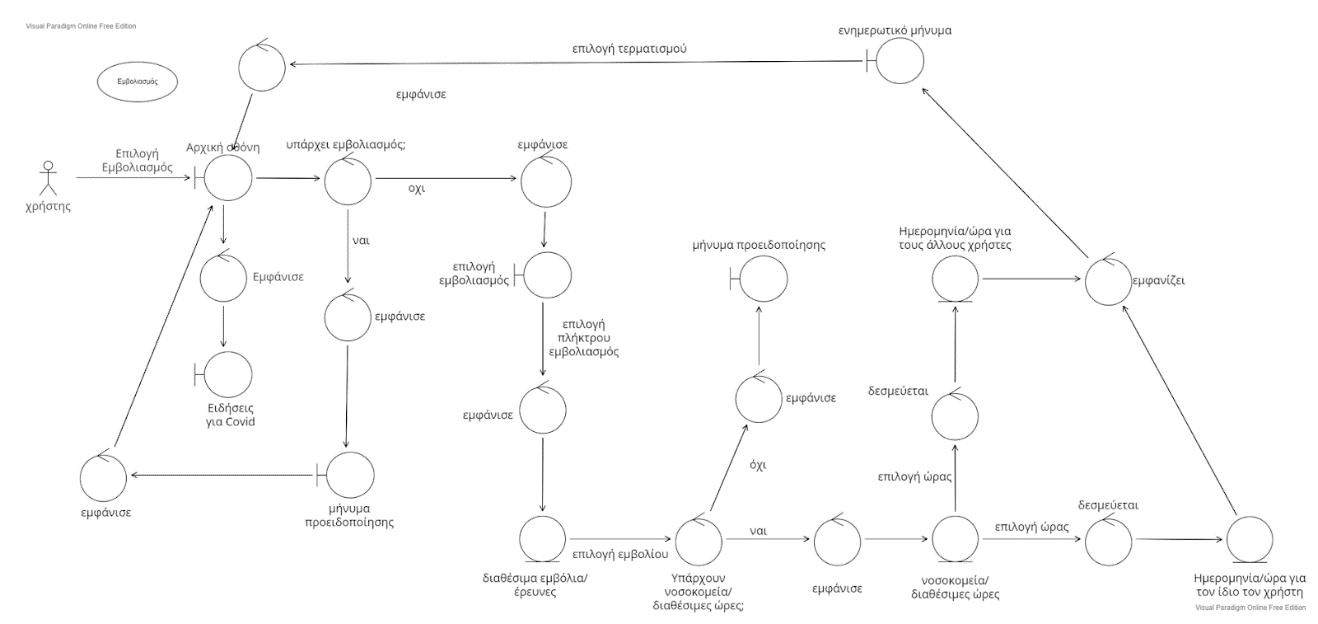 Visual Paradigm Online Free Edition
ενημερωτικό μήνυμα
επιλογή τερματισμού
Εμβολιασμός
εμφάνισε
Επιλογή
Εμβολιασμός
Αρχική οθόνη
υπάρχει εμβολιασμός;
εμφάνισε
οχι
χρήστης
ναι
Εμφάνισε
επιλογή
εμβολιασμός
μήνυμα προειδοποίησης
Ημερομηνία/ώρα για
τους άλλους χρήστες
εμφανίζει
εμφάνισε
επιλογή
πλήκτρου
εμβολιασμός
Ειδήσεις
για Covid
εμφάνισε
εμφάνισε
δεσμεύεται
όχι
επιλογή ώρας
εμφάνισε
μήνυμα
προειδοποίησης
δεσμεύεται
επιλογή εμβολίου
ναι
επιλογή ώρας
διαθέσιμα εμβόλια/
έρευνες
Υπάρχουν
νοσοκομεία/
διαθέσιμες ώρες;
εμφάνισε
νοσοκομεία/
διαθέσιμες ώρες
Ημερομηνία/ώρα για
τον ίδιο τον χρήστη
Visual Paradigm Online Free Edition